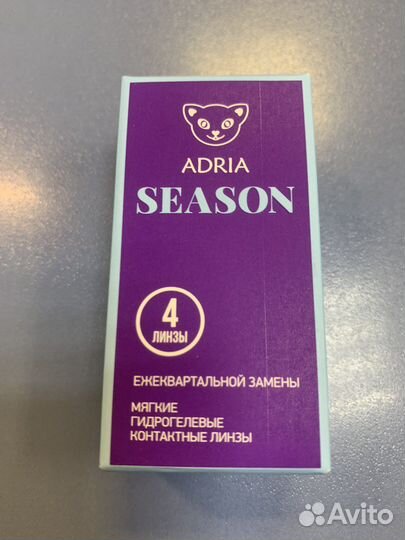 ADRIA
SEASON
4
ЛИНЗЫ
ЕЖЕКВАРТАЛЬНОЙ ЗАМЕНЫ
МЯГКИЕ
ГИДРОГЕЛЕВЫЕ
КОНТАКТНЫЕ ЛИНЗЫ
Avito